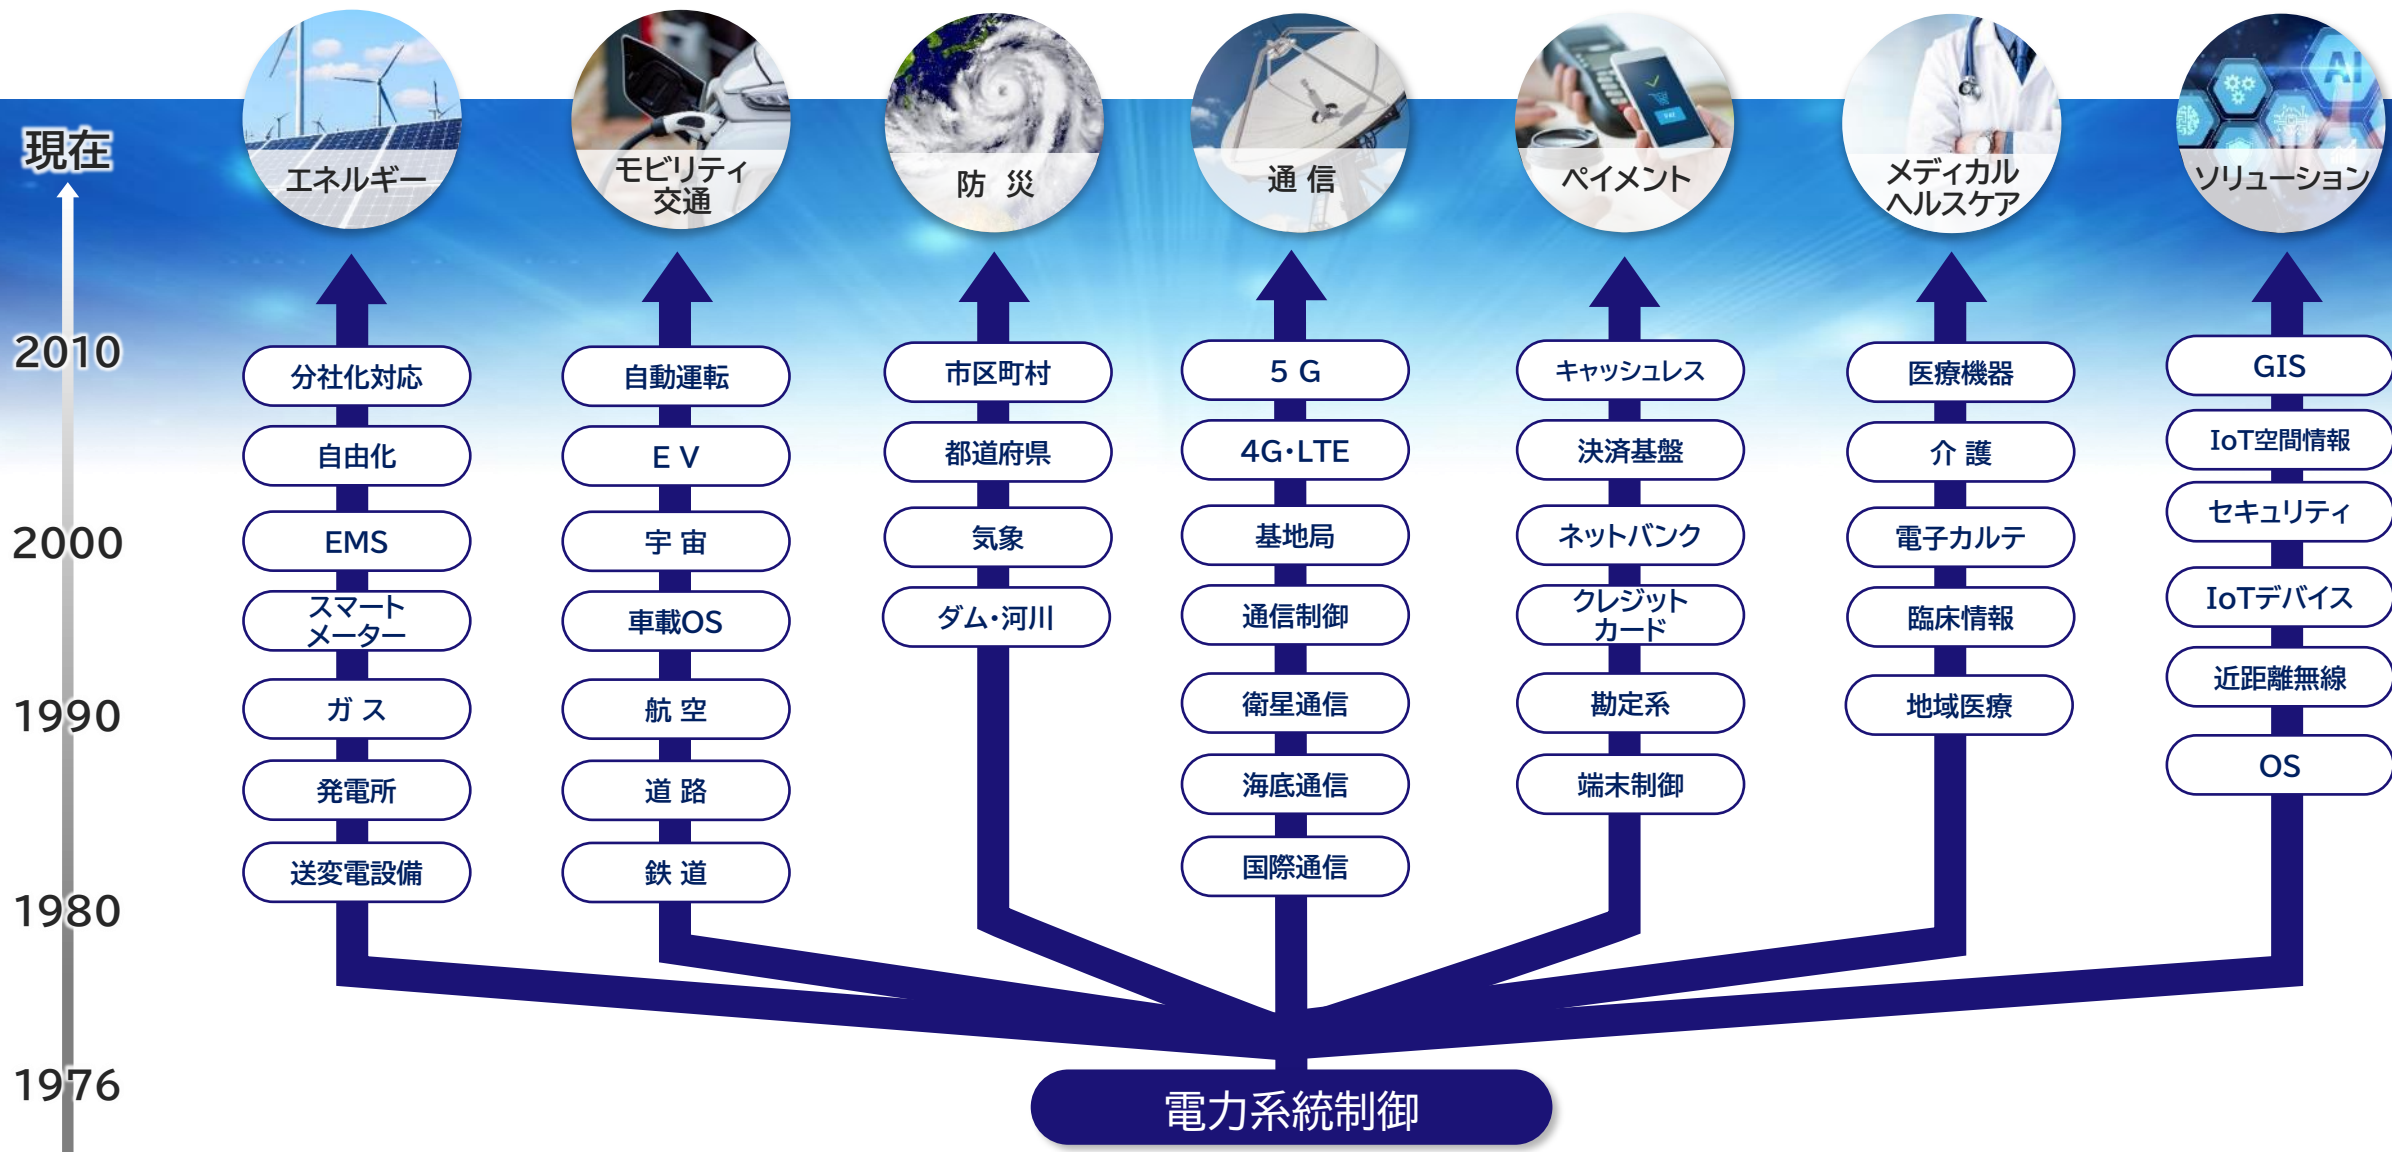 現在
2010
2000
1990
1980
1976
エネルギー
分社化対応
自由化
EMS
スマート
メーター
ガ ス
発電所
送変電設備
モビリティ
交通
自動運転
E V
宇 宙
車載OS
航 空
道 路
鉄 道
防 災
市区町村
都道府県
気象
ダム・河川
通 信
5 G
4G・LTE
基地局
通信制御
衛星通信
海底通信
国際通信
ペイメント
キャッシュレス
決済基盤
ネットバンク
クレジット
カード
勘定系
端末制御
メディカル
ヘルスケア
医療機器
介 護
電子カルテ
臨床情報
地域医療
AI
ソリューション
GIS
IoT空間情報
セキュリティ
IoTデバイス
近距離無線
OS
電力系統制御